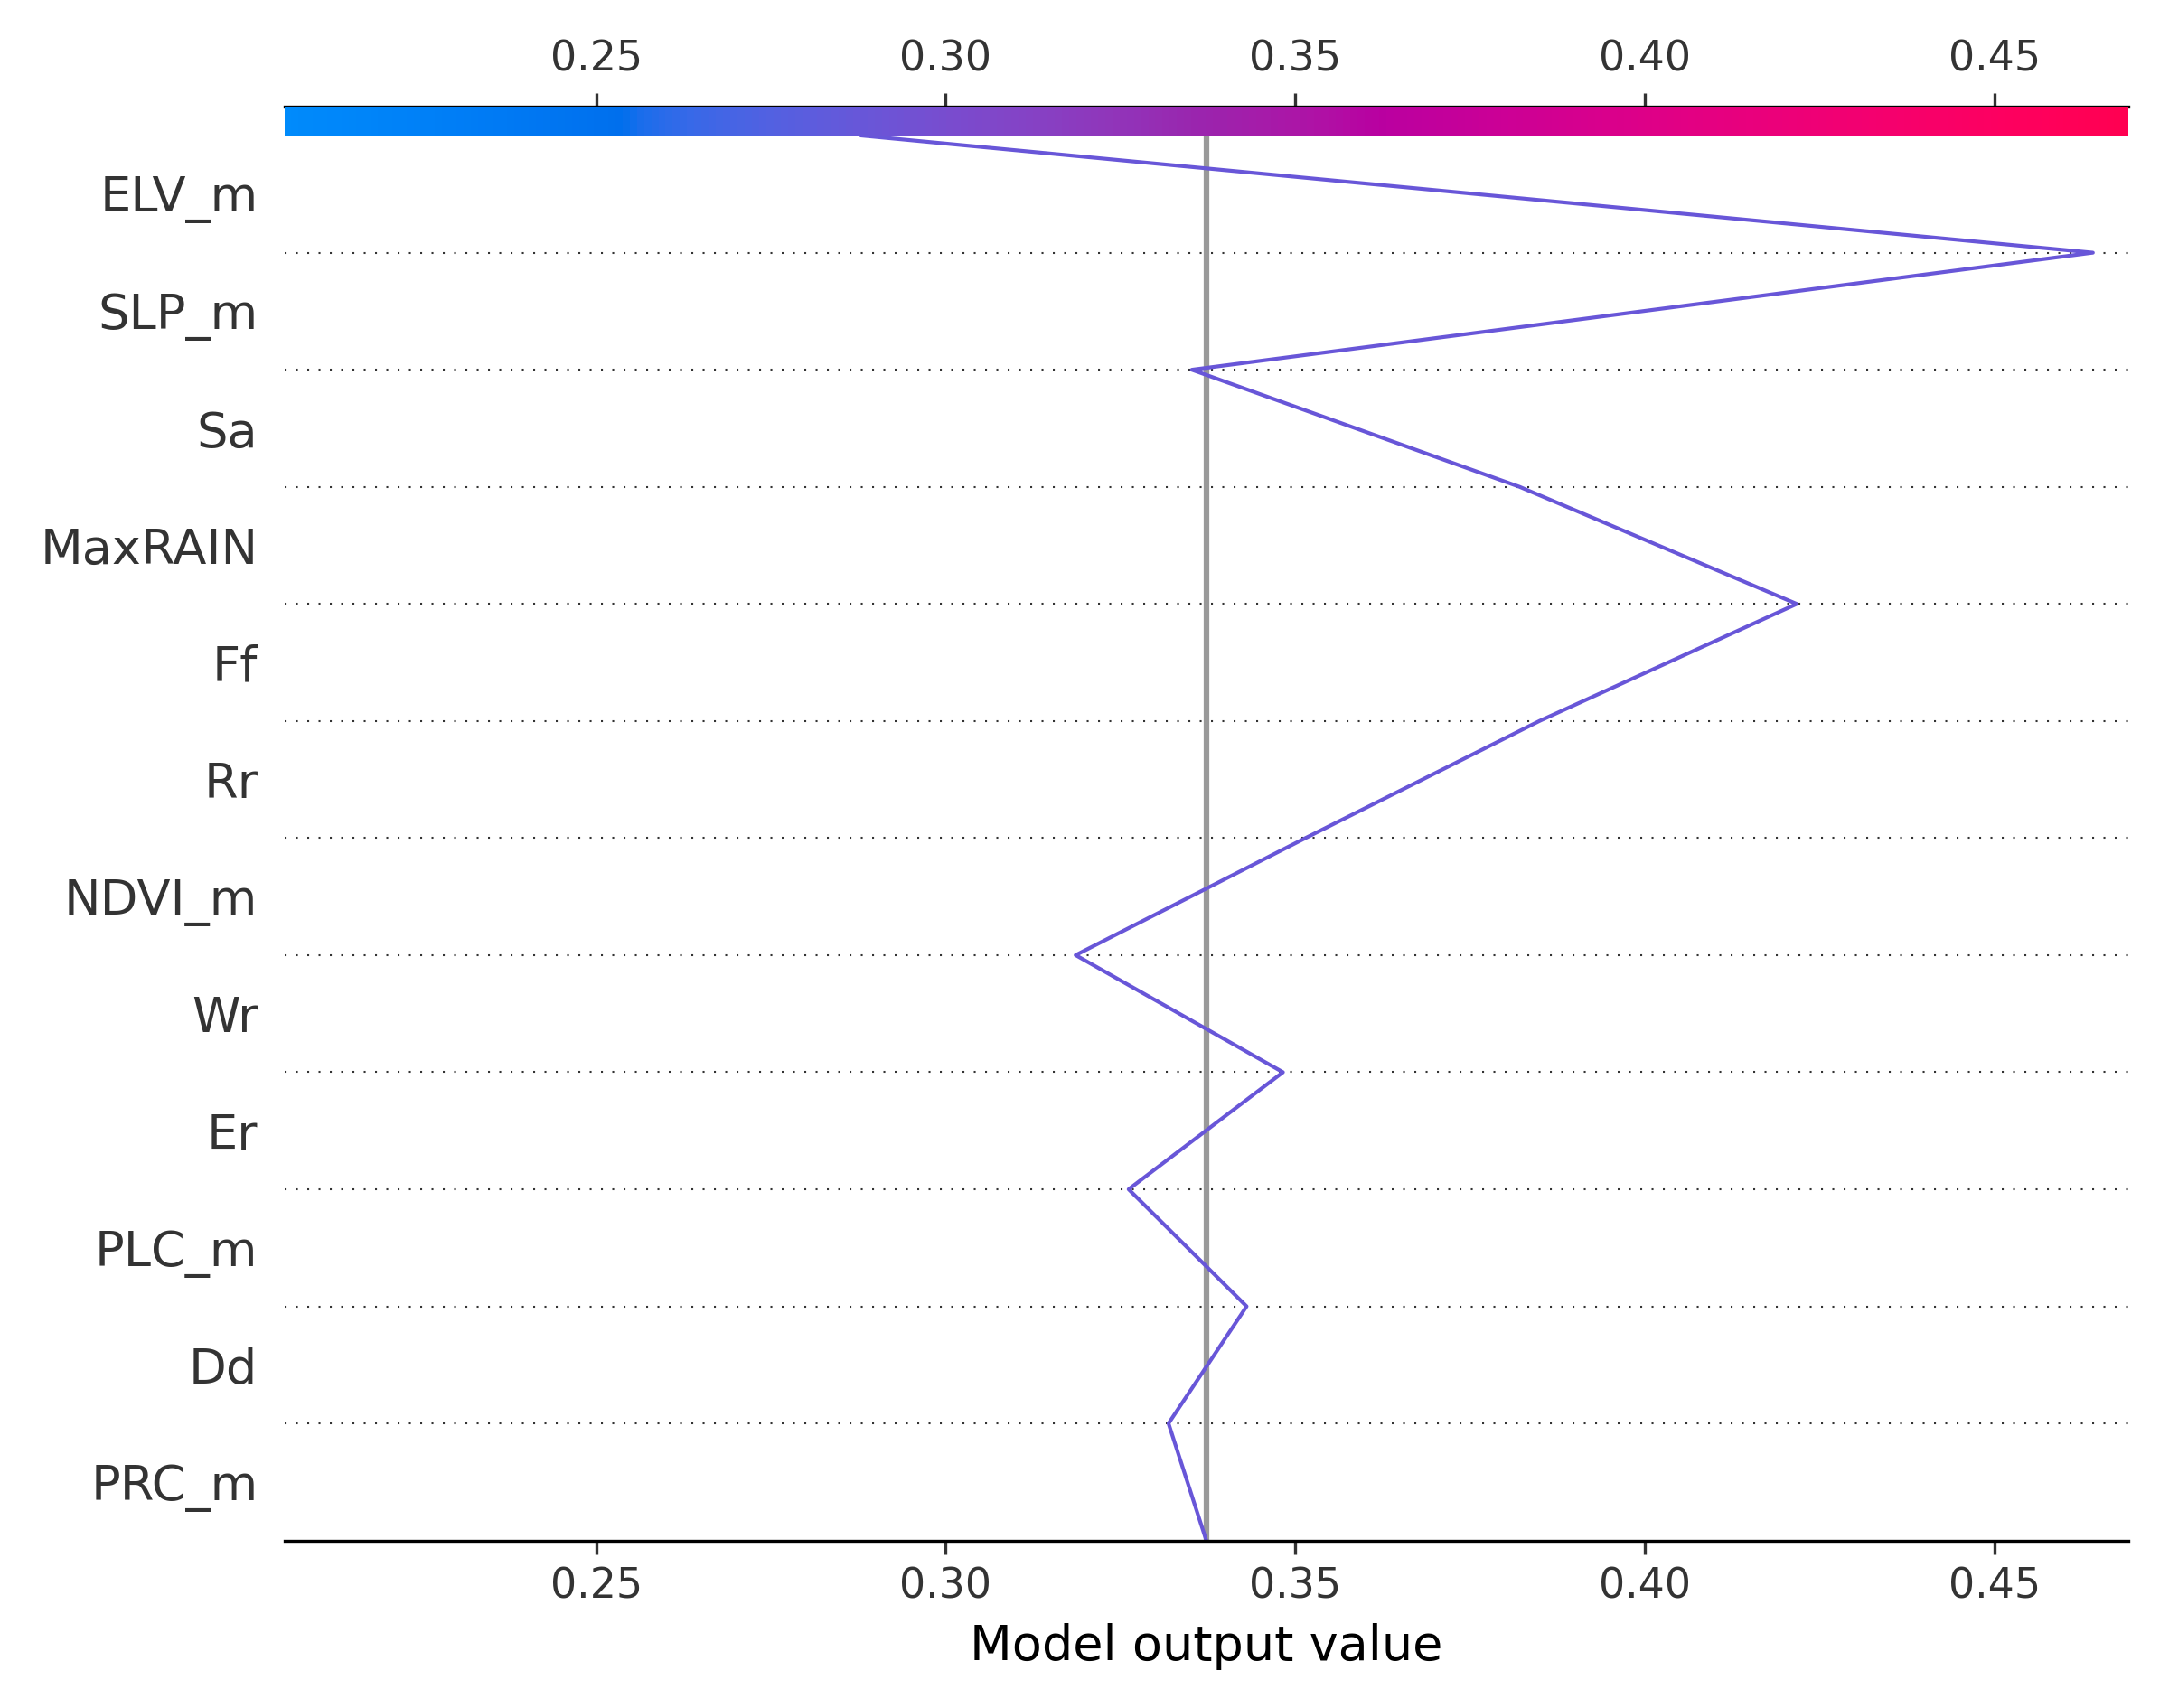 0.25 0.30 0.35 0.40 0.45
ELV_m
SLP_m
Sa
MaxRAIN
Ff
Rr
NDVI_m
Wr
Er
PLC_m
Dd
PRC_m
0.25 0.30 0.35 0.40 0.45
Model output value